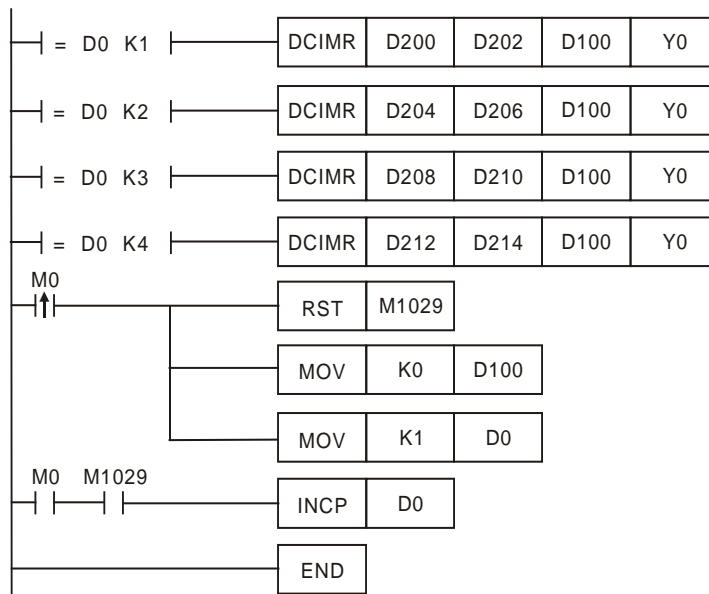 = D0 K1 DCIMR D200 D202 D100 Y0
= D0 K2 DCIMR D204 D206 D100 Y0
= D0 K3 DCIMR D208 D210 D100 Y0
= D0 K4 DCIMR D212 D214 D100 Y0
M0
RST M1029
MOV K0 D100
MOV K1 D0
M0 M1029
INCP D0
END